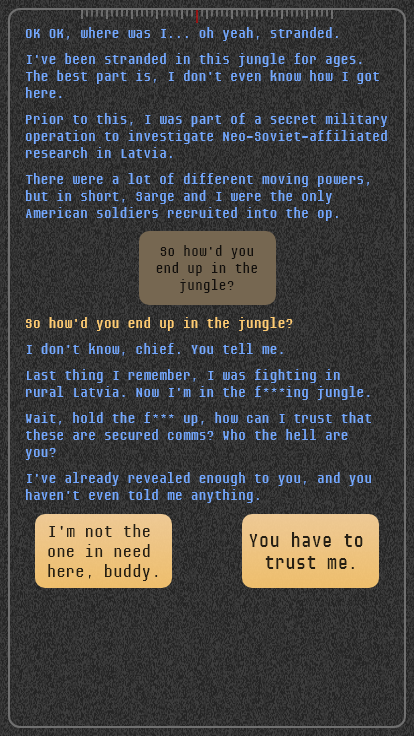 OK OK, where was I... oh yeah, stranded.
I've been stranded in this jungle for ages.
The best part is, I don't even know how I got
here.
Prior to this, I was part of a secret military
operation to investigate Neo-Soviet-affiliated
research in Latvia.
There were a lot of different moving powers,
but in short, Sarge and I were the only
American soldiers recruited into the op.
So how'd you
end up in the
jungle?
So how'd you end up in the jungle?
I don't know, chief. You tell me.
Last thing I remember, I was fighting in
rural Latvia. Now I'm in the f***ing jungle.
Wait, hold the f*** up, how can I trust that
these are secured comms? Who the hell are
you?
I've already revealed enough to you, and you
haven't even told me anything.
I'm not the
one in need
here, buddy.
You have to
trust me.